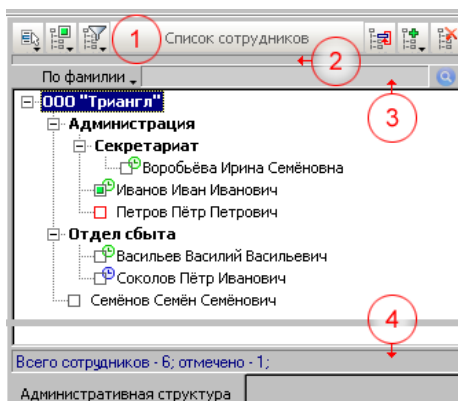 1
Список сотрудников
2
По фамилии
3
ООО "Триангл"
Администрация
Секретариат
Воробьёва Ирина Семёновна
Иванов Иван Иванович
Петров Пётр Петрович
Отдел сбыта
Васильев Василий Васильевич
Соколов Пётр Иванович
Семёнов Семён Семёнович
4
Всего сотрудников - 6; отмечено - 1;
Административная структура